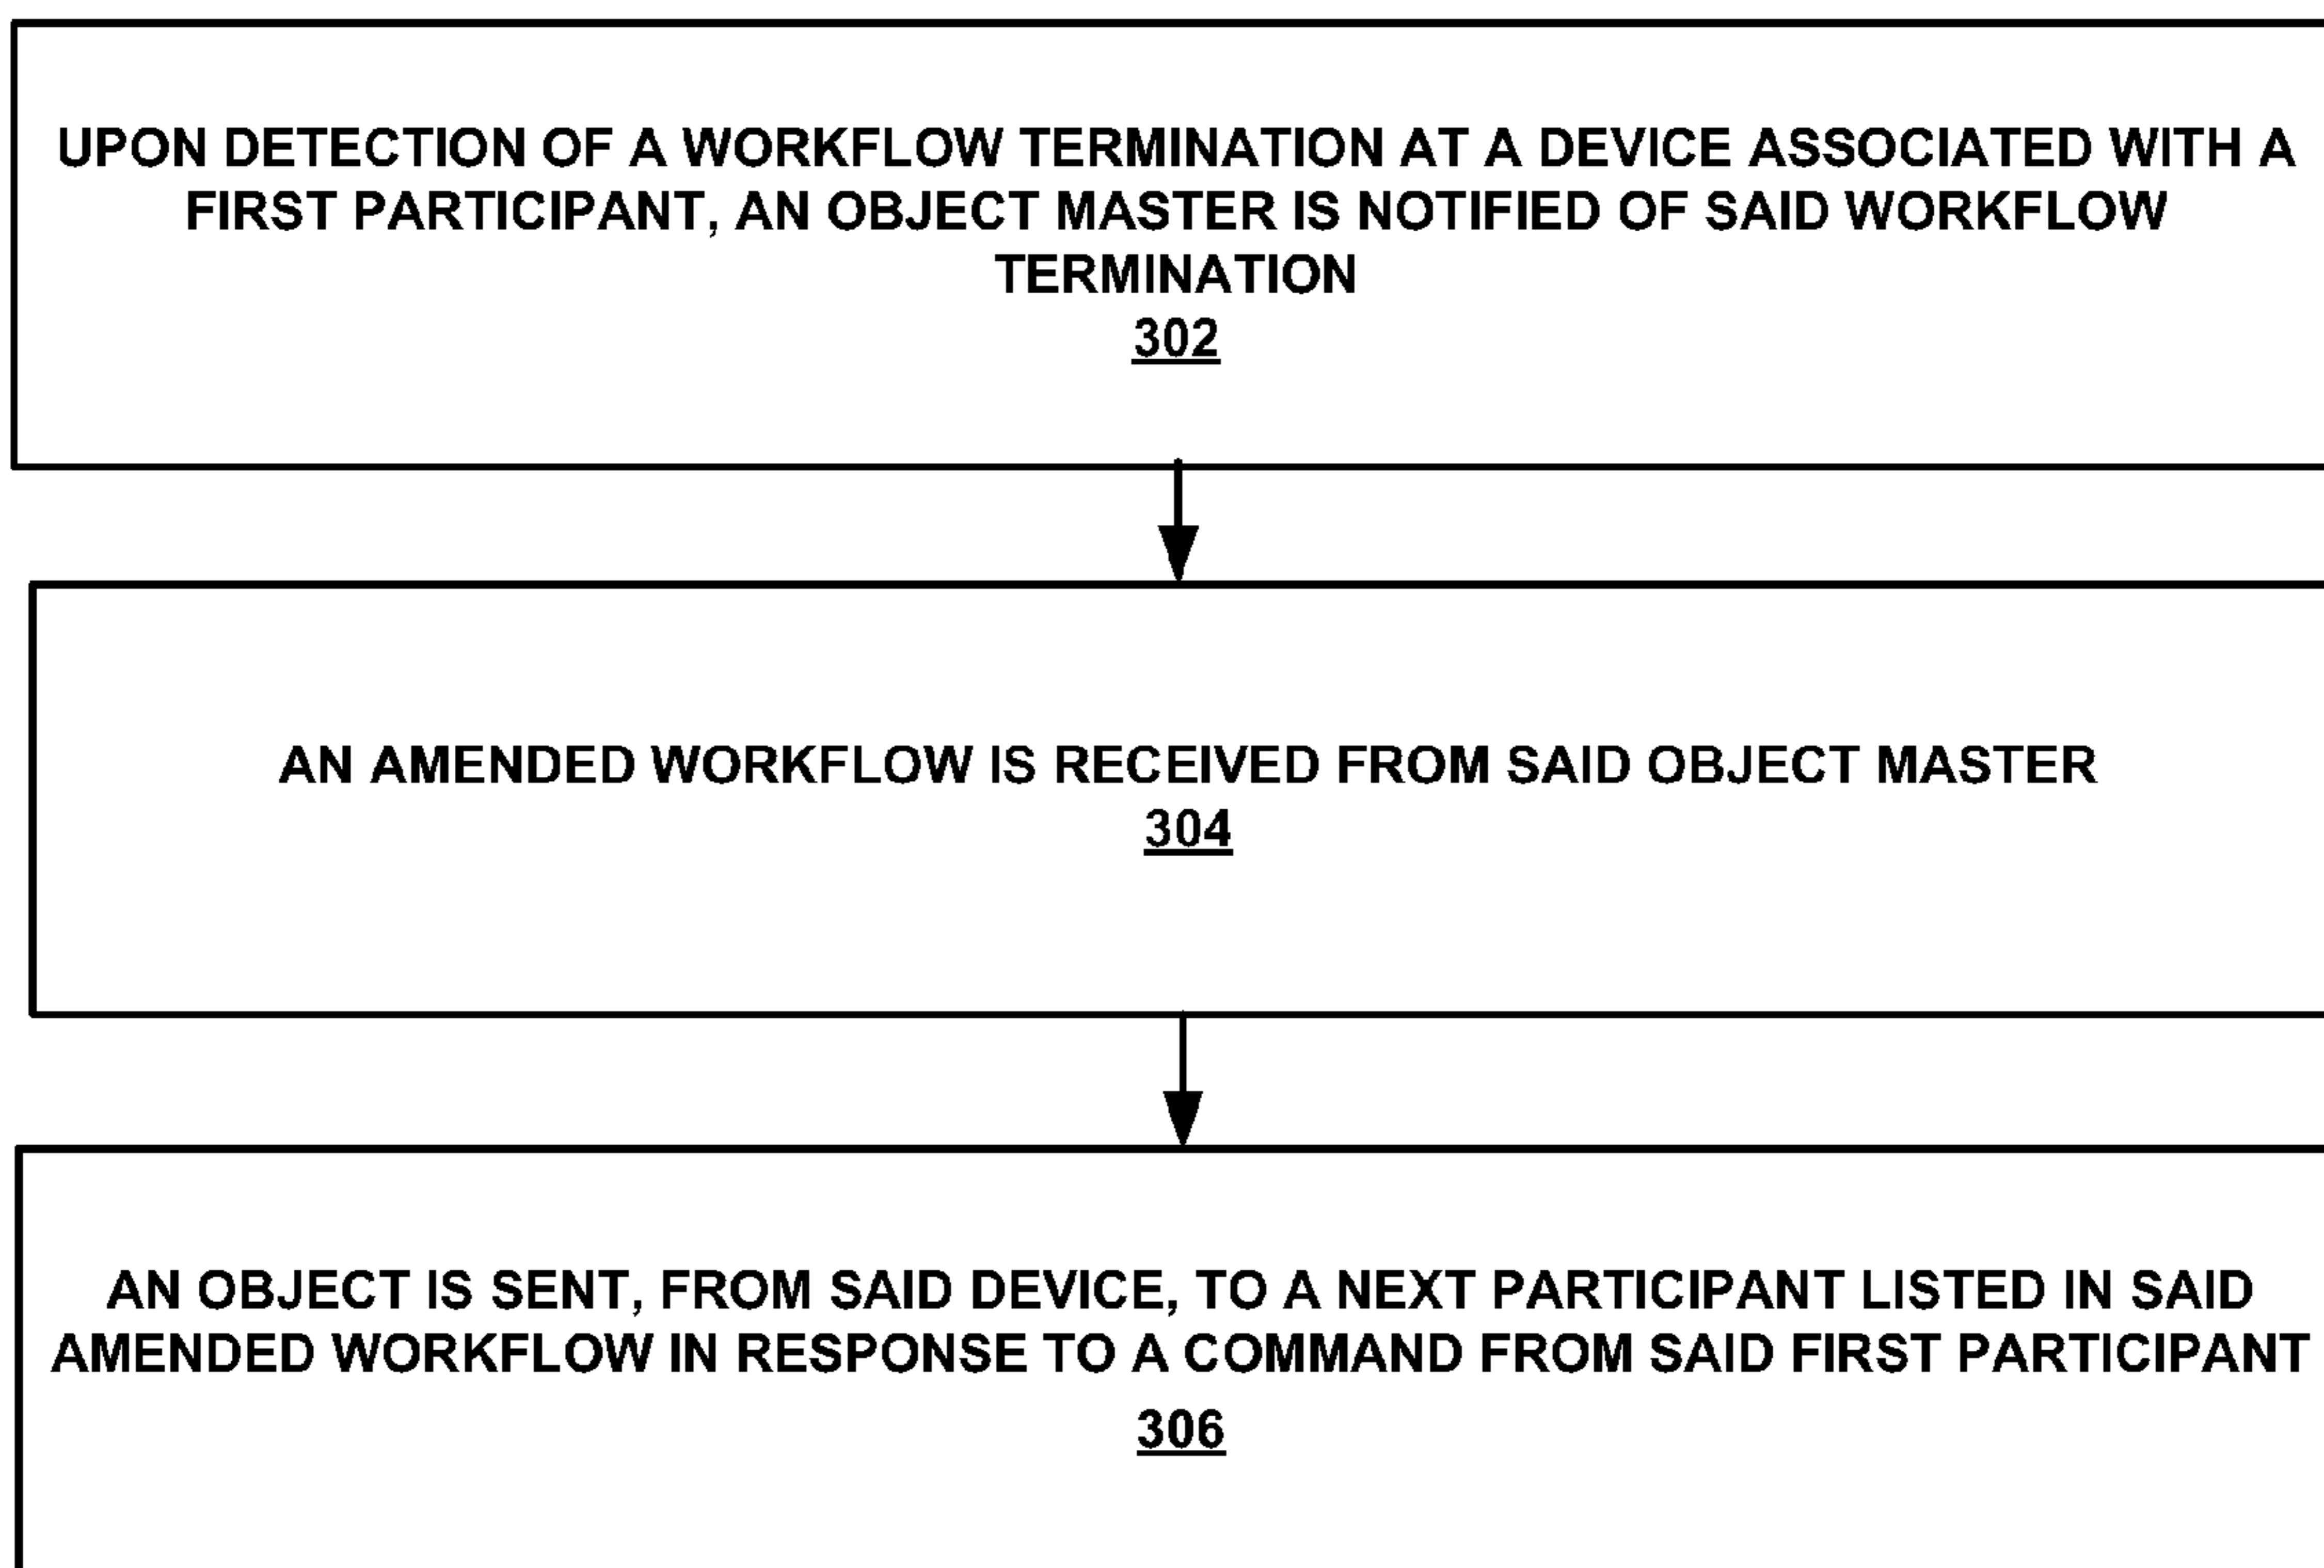 UPON DETECTION OF A WORKFLOW TERMINATION AT A DEVICE ASSOCIATED WITH A
FIRST PARTICIPANT, AN OBJECT MASTER IS NOTIFIED OF SAID WORKFLOW
TERMINATION
302
AN AMENDED WORKFLOW IS RECEIVED FROM SAID OBJECT MASTER
304
AN OBJECT IS SENT, FROM SAID DEVICE, TO A NEXT PARTICIPANT LISTED IN SAID
AMENDED WORKFLOW IN RESPONSE TO A COMMAND FROM SAID FIRST PARTICIPANT
306